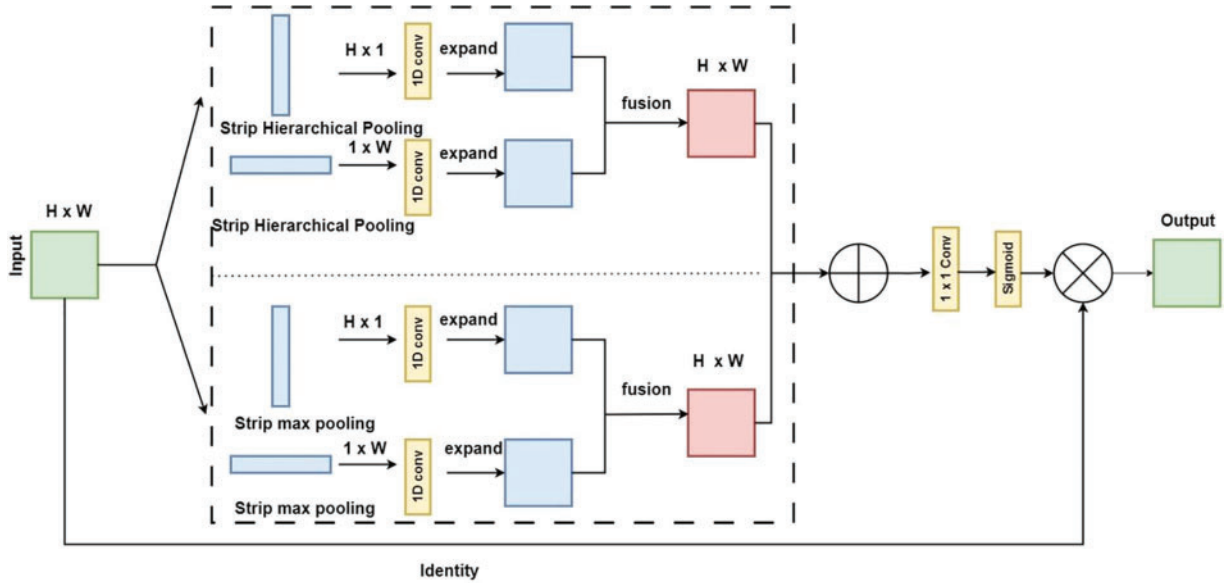 Input
H x W
H x 1
1D conv
expand
Strip Hierarchical Pooling
1 x W
1D conv
expand
Strip Hierarchical Pooling
fusion
H x W
H x 1
1D conv
expand
Strip max pooling
1 x W
1D conv
expand
Strip max pooling
fusion
H x W
1 x 1 Conv
Sigmoid
Output
Identity